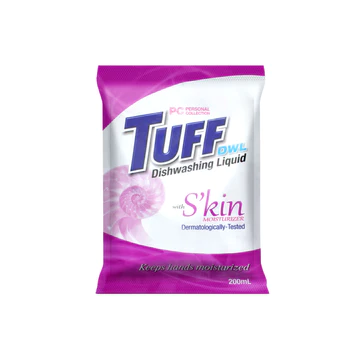 PC PERSONAL COLLECTION
TUFF
DWL
Dishwashing Liquid
with S'kin
MOISTURIZER
Dermatologically-Tested
Keeps hands moisturized
200mL